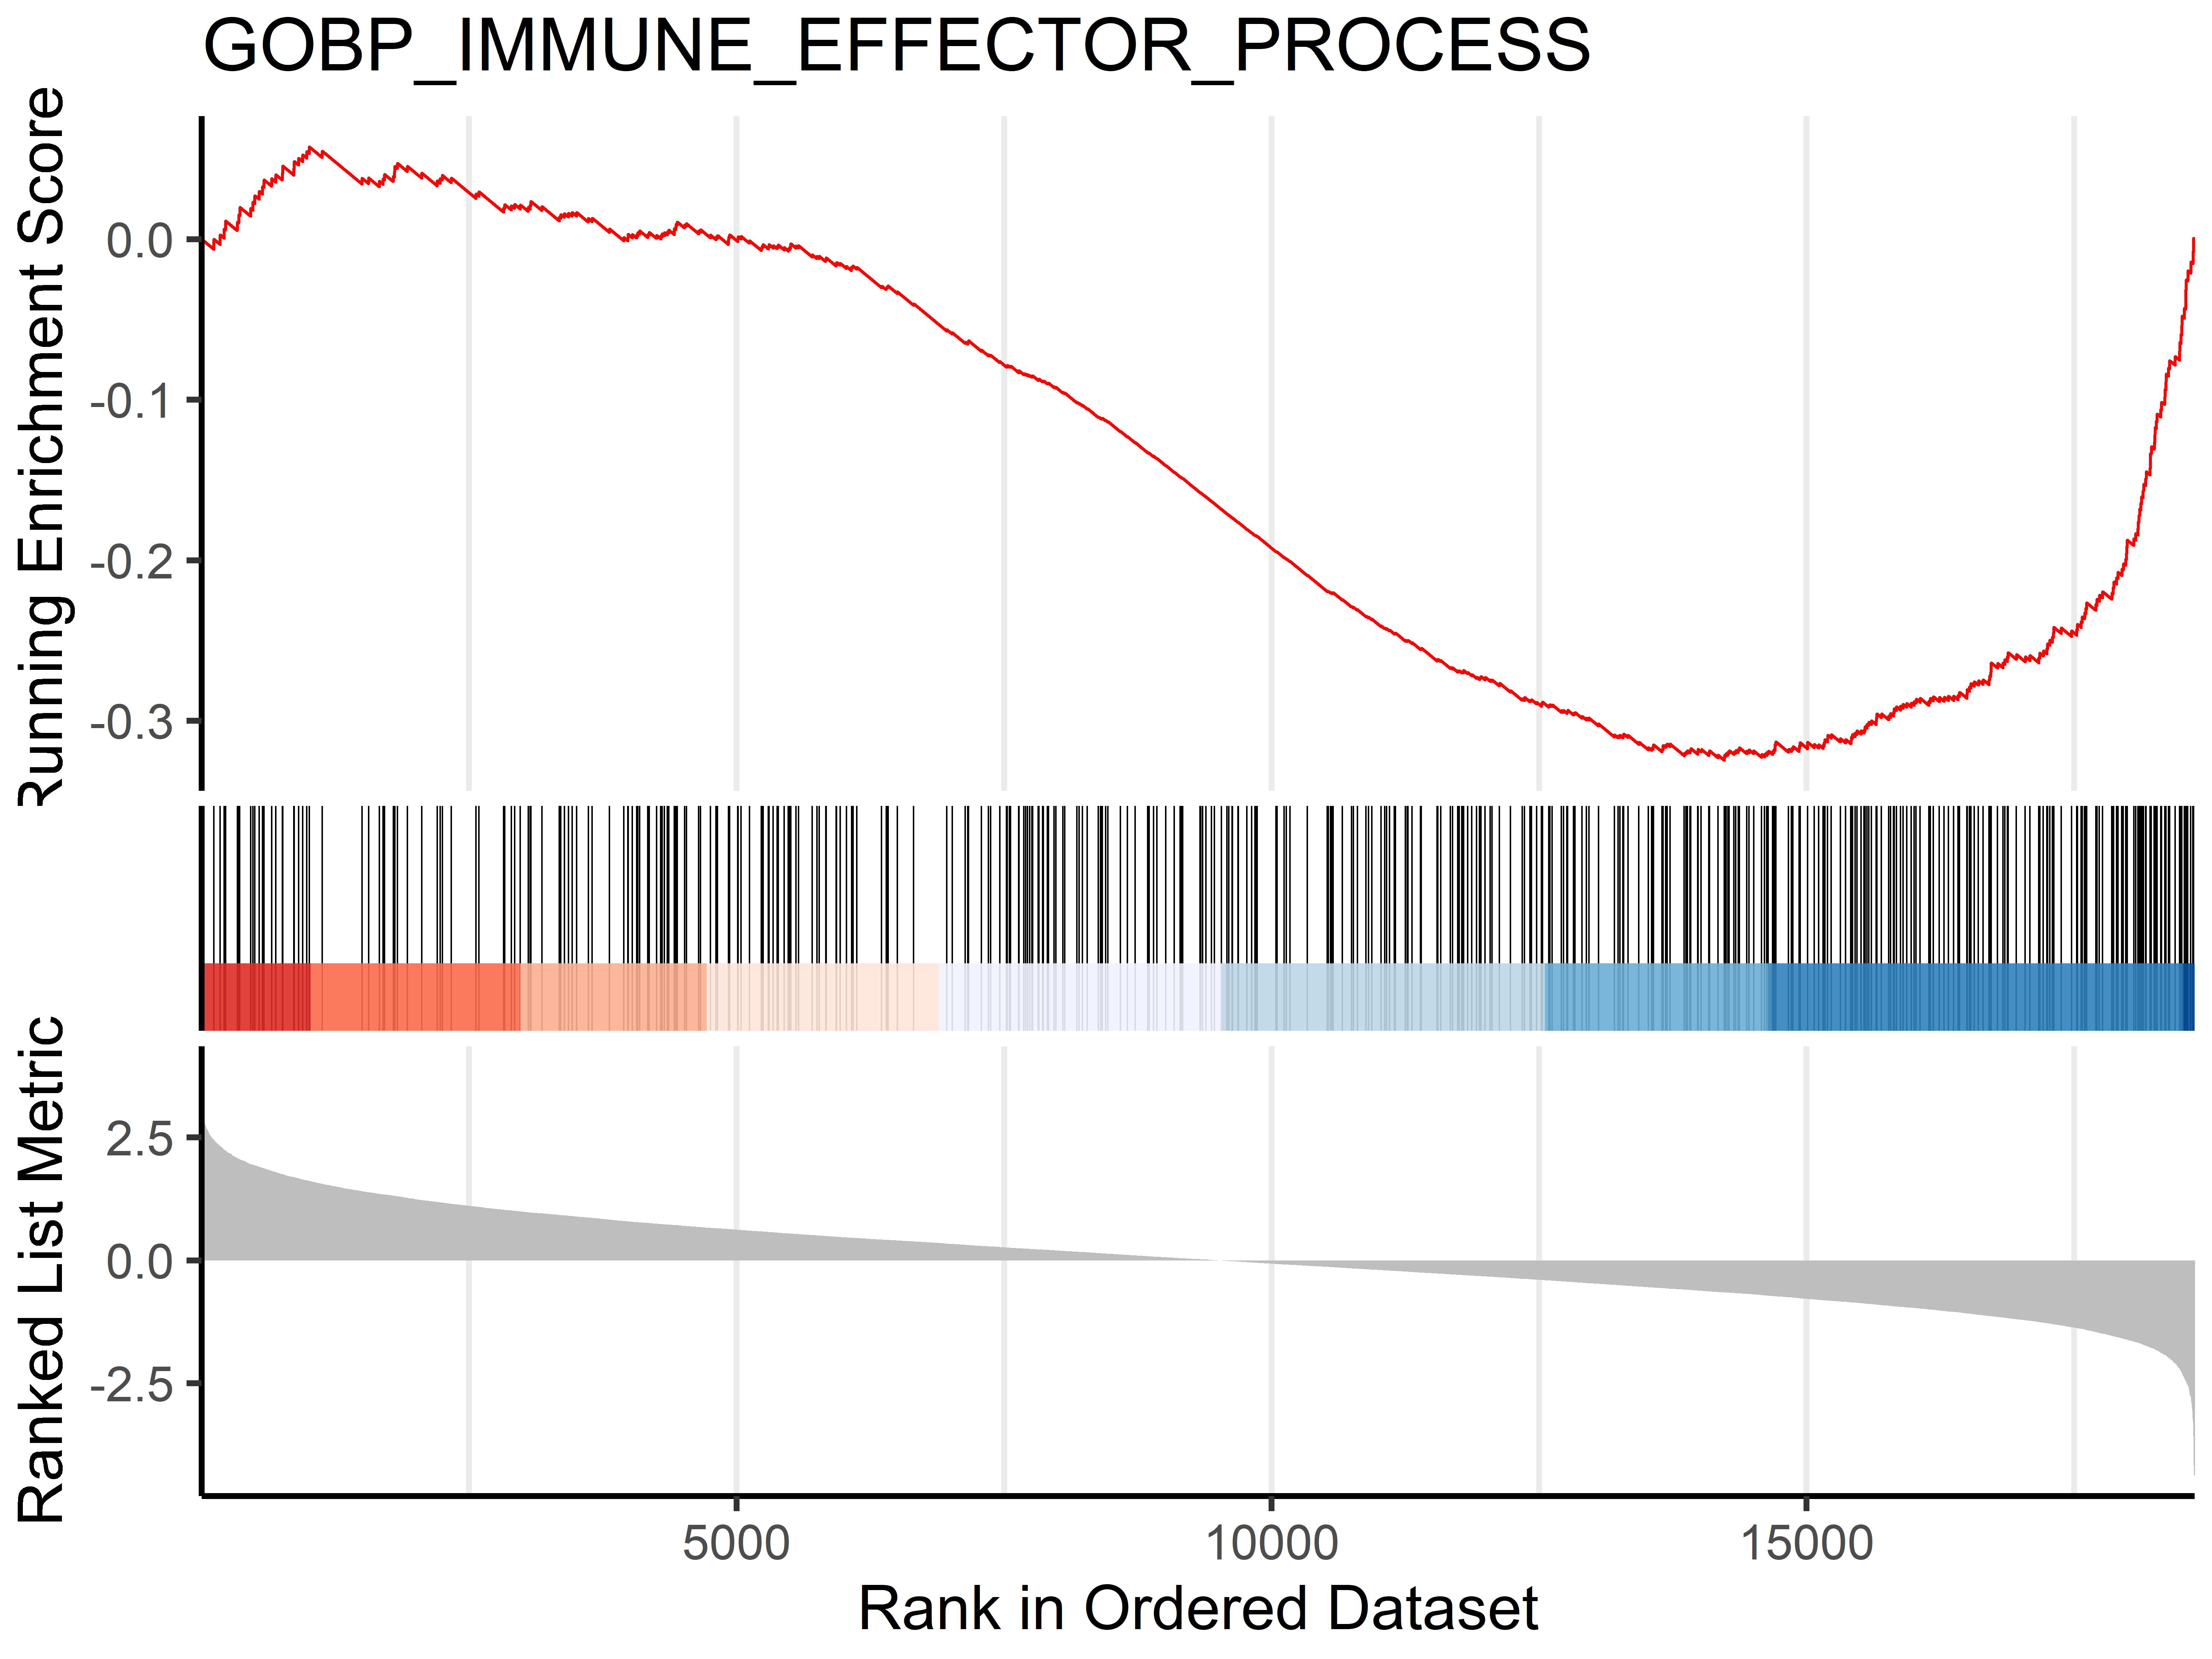 GOBP_IMMUNE_EFFECTOR_PROCESS
Running Enrichment Score
0.0
-0.1
-0.2
-0.3
Ranked List Metric
2.5
0.0
-2.5
5000 10000 15000
Rank in Ordered Dataset